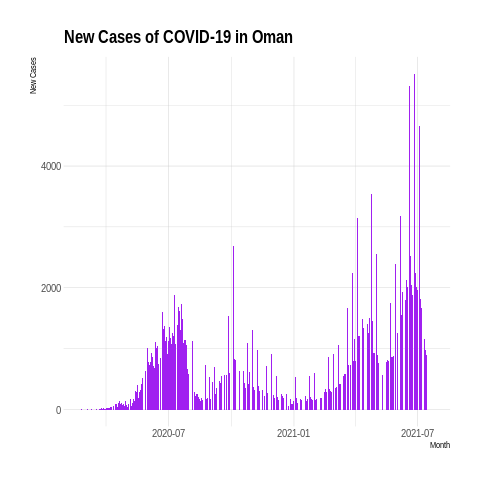 New Cases of COVID-19 in Oman
New Cases
4000
2000
0
2020-07
2021-01
2021-07
Month